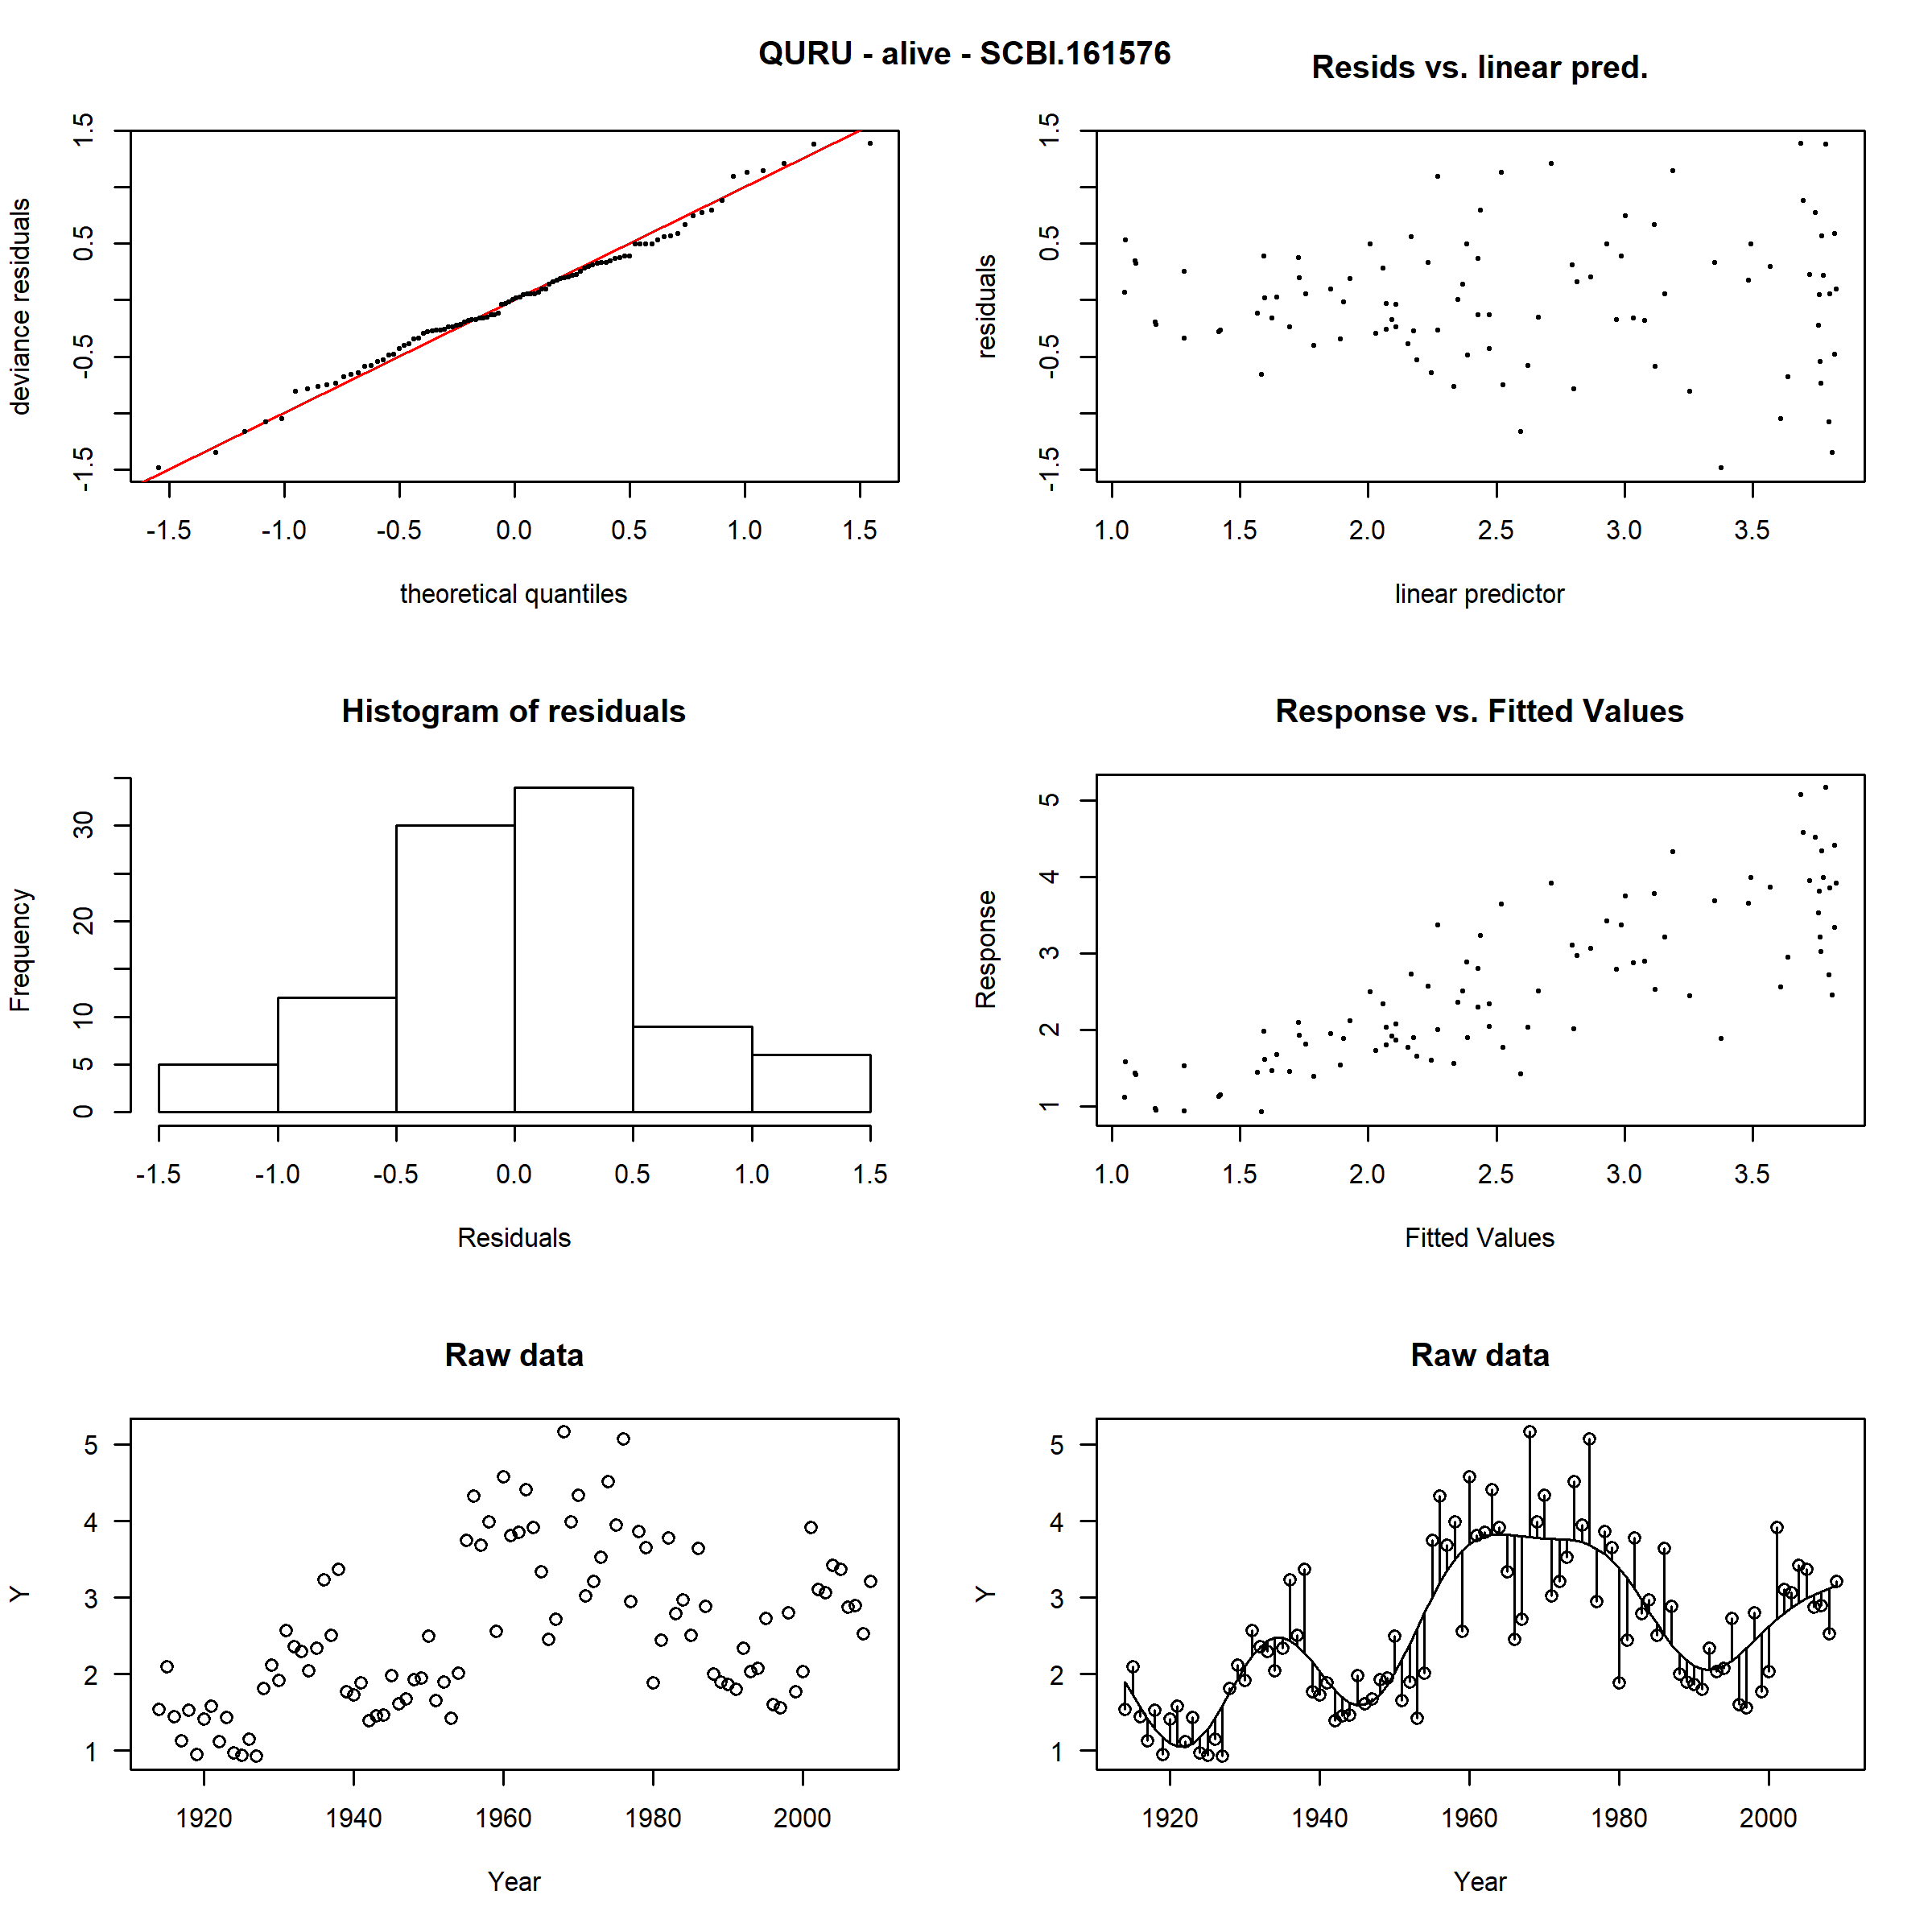 QURU - alive - SCBI.161576
Resids vs. linear pred.
1.5
0.5
-0.5
-1.5
deviance residuals
-1.5 -1.0 -0.5 0.0 0.5 1.0 1.5
theoretical quantiles
1.5
0.5
-0.5
-1.5
residuals
1.0 1.5 2.0 2.5 3.0 3.5
linear predictor
Histogram of residuals
30
20
10
5
0
Frequency
-1.5 -1.0 -0.5 0.0 0.5 1.0 1.5
Residuals
Response vs. Fitted Values
5
4
3
2
1
Response
1.0 1.5 2.0 2.5 3.0 3.5
Fitted Values
Raw data
5
4
3
2
1
Y
1920 1940 1960 1980 2000
Year
Raw data
5
4
3
2
1
Y
1920 1940 1960 1980 2000
Year